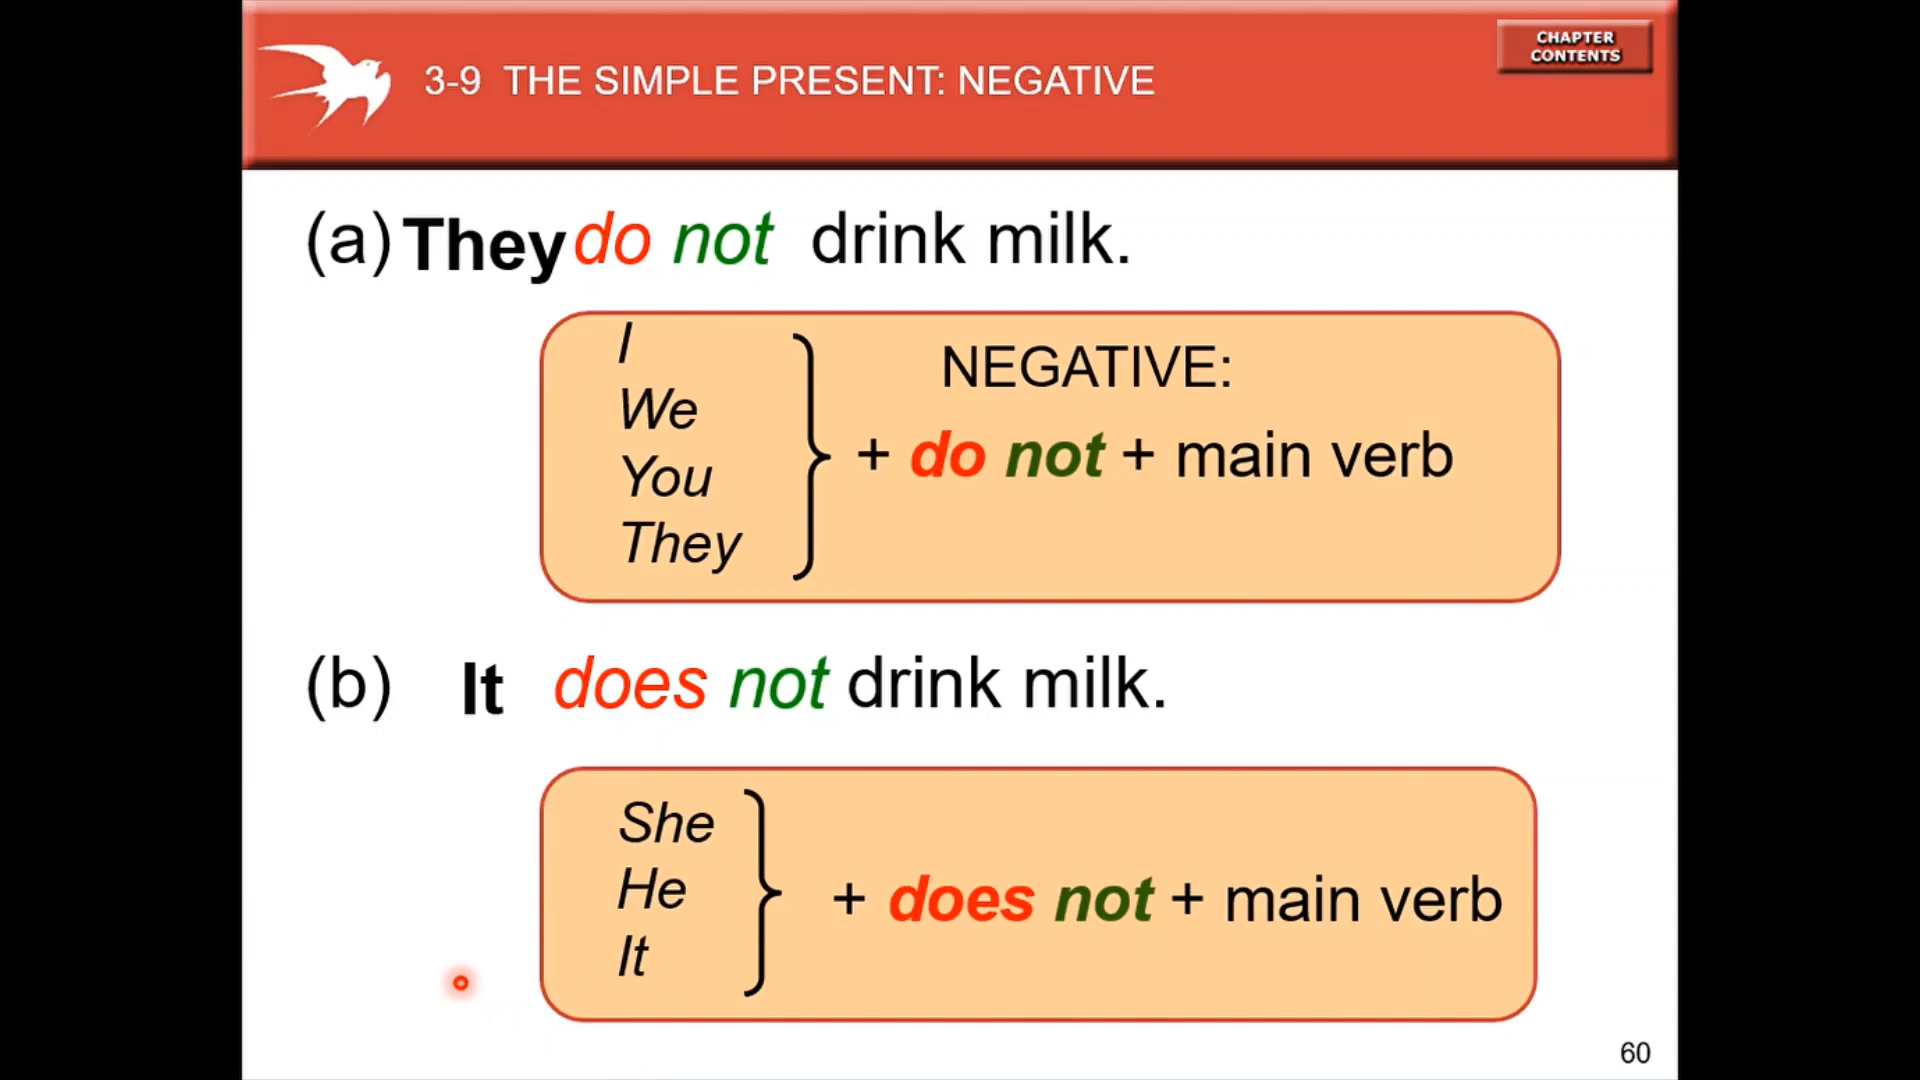 CHAPTER
CONTENTS
3-9 THE SIMPLE PRESENT: NEGATIVE
(a) They do not drink milk.
I
We
You
They
NEGATIVE:
+ do not + main verb
(b) It does not drink milk.
She
He
It
+ does not + main verb
60